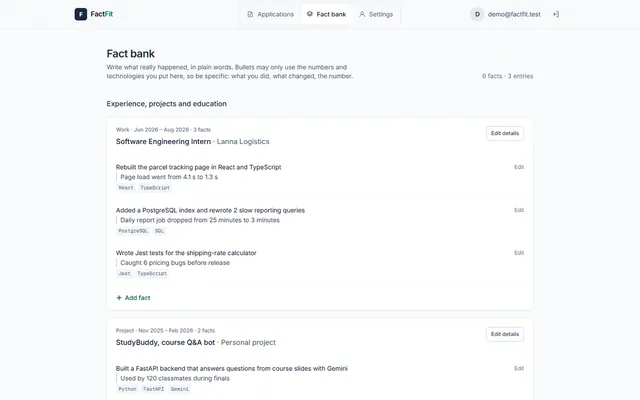 F FactFit
Applications
Fact bank
Settings
D demo@factfit.test
Fact bank
Write what really happened, in plain words. Bullets may only use the numbers and
technologies you put here, so be specific: what you did, what changed, the number.
6 facts · 3 entries
Experience, projects and education
Work · Jun 2026 – Aug 2026 · 3 facts
Software Engineering Intern · Lanna Logistics
Edit details
Rebuilt the parcel tracking page in React and TypeScript
Edit
Page load went from 4.1 s to 1.3 s
React TypeScript
Added a PostgreSQL index and rewrote 2 slow reporting queries
Edit
Daily report job dropped from 25 minutes to 3 minutes
PostgreSQL SQL
Wrote Jest tests for the shipping-rate calculator
Edit
Caught 6 pricing bugs before release
Jest TypeScript
+ Add fact
Project · Nov 2025 – Feb 2026 · 2 facts
StudyBuddy, course Q&A bot · Personal project
Edit details
Built a FastAPI backend that answers questions from course slides with Gemini
Edit
Used by 120 classmates during finals
Python FastAPI Gemini